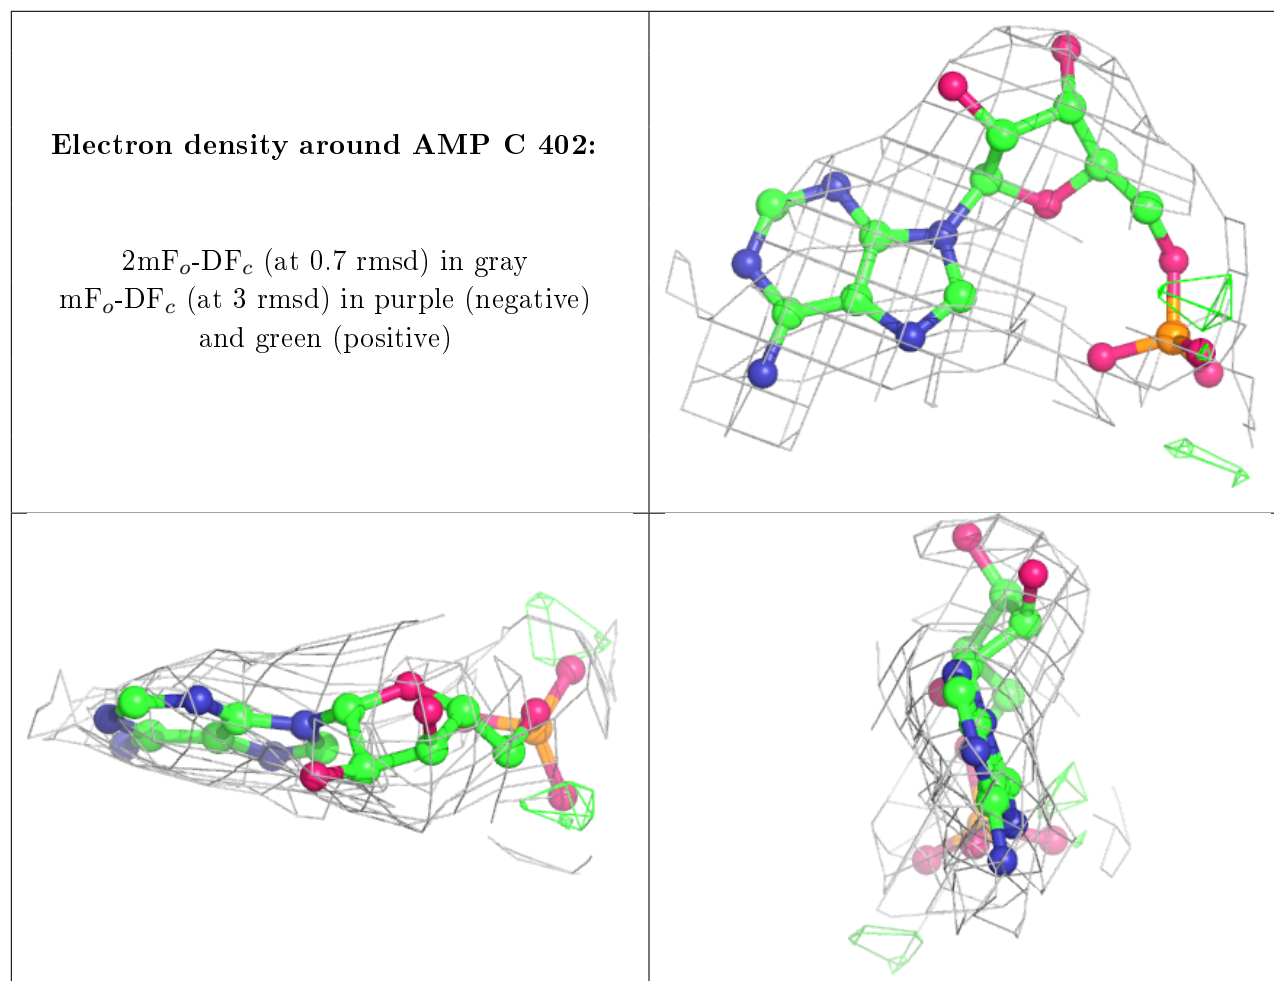 Electron density around AMP C 402:
2mFo-DFc (at 0.7 rmsd) in gray
mFo-DFc (at 3 rmsd) in purple (negative)
and green (positive)